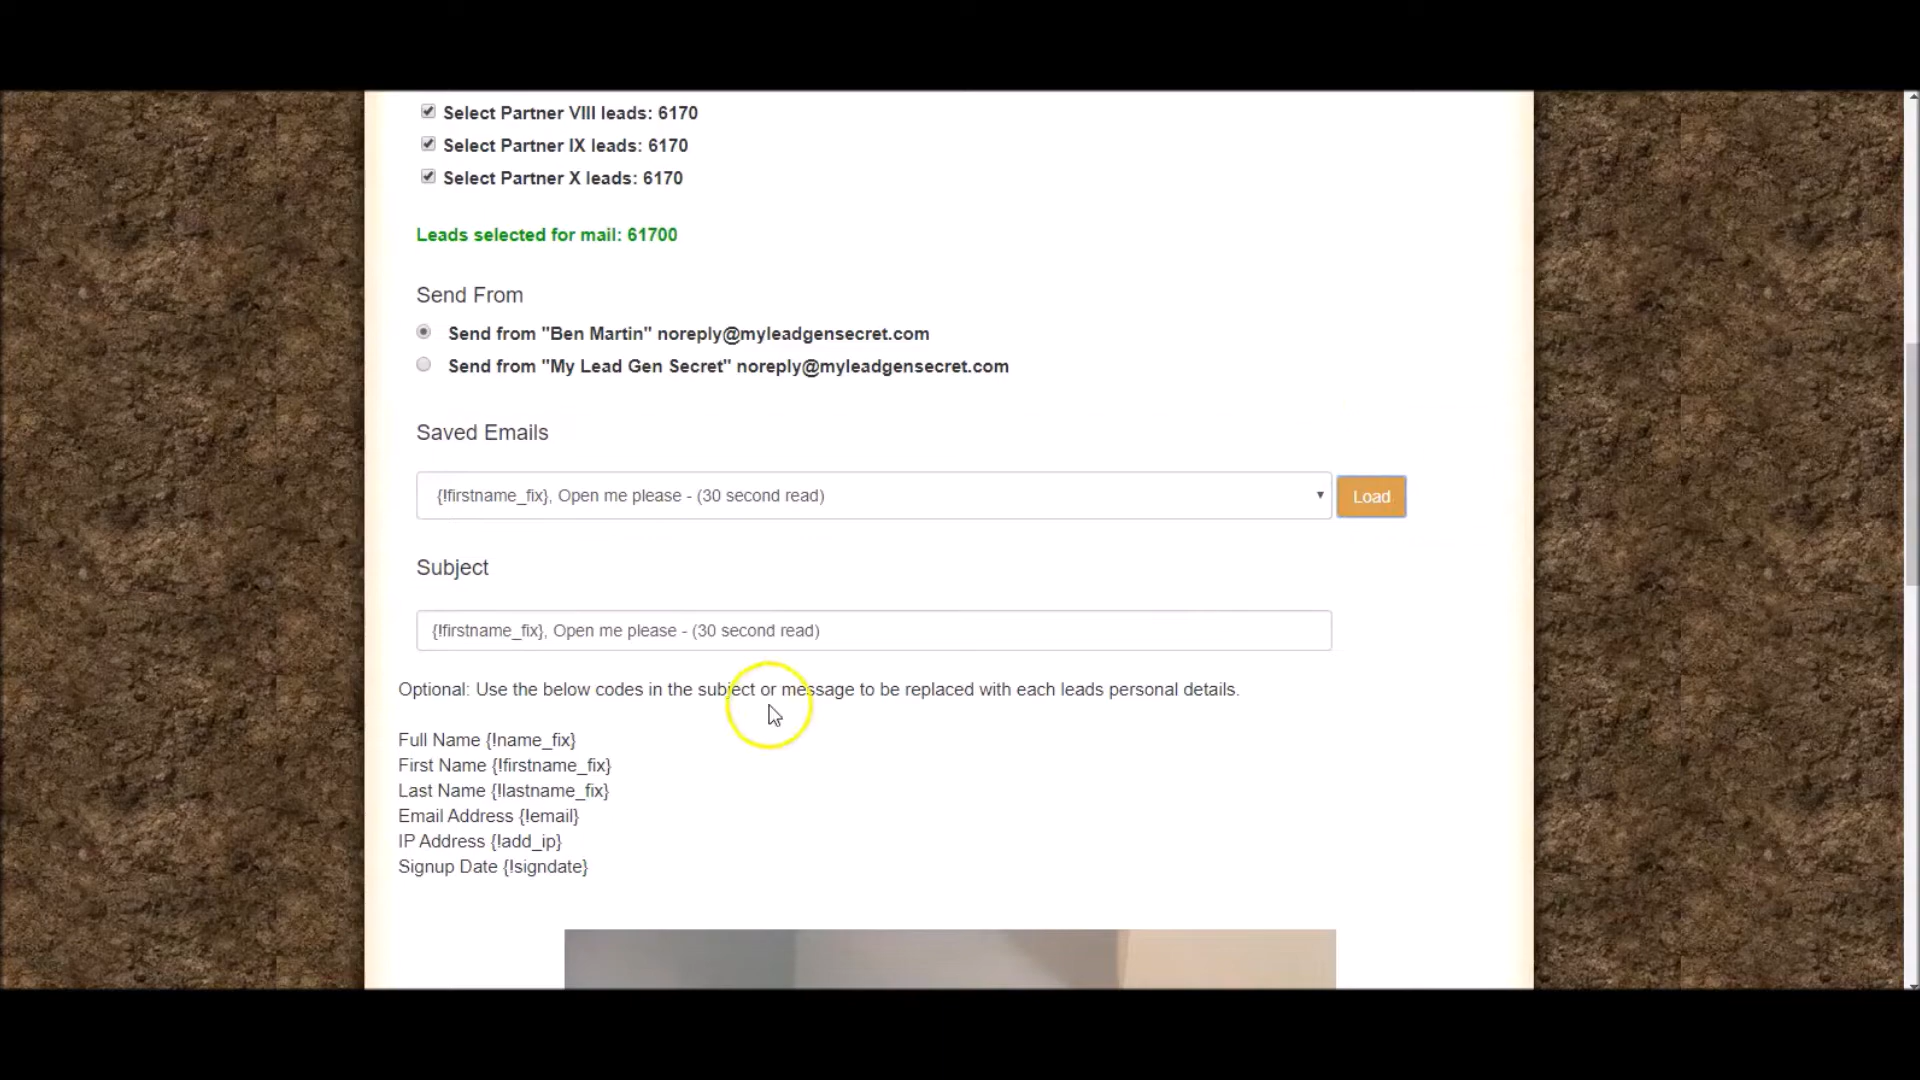 Select Partner VIII leads: 6170
Select Partner IX leads: 6170
Select Partner X leads: 6170
Leads selected for mail: 61700
Send From
Send from "Ben Martin" noreply@myleadgensecret.com
Send from "My Lead Gen Secret" noreply@myleadgensecret.com
Saved Emails
{!firstname_fix}, Open me please - (30 second read)
Load
Subject
{!firstname_fix}, Open me please - (30 second read)
Optional: Use the below codes in the subject or message to be replaced with each leads personal details.
Full Name {!name_fix}
First Name {!firstname_fix}
Last Name {!lastname_fix}
Email Address {!email}
IP Address {!add_ip}
Signup Date {!signdate}